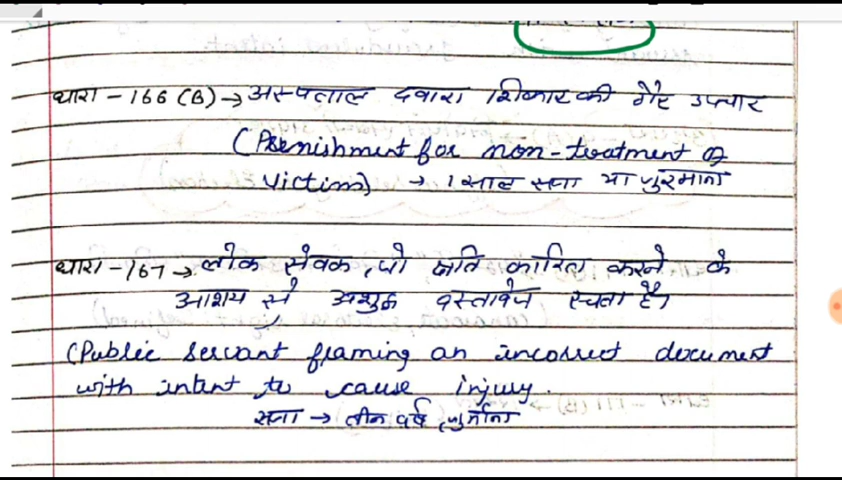 धारा - 166 (B) → अस्पताल दवारा शिकार की गैर उपचार
(Punishment for non-treatment of
victim) → 1 साल सजा या जुरमाना
धारा - 167 → लोक सेवक, जो क्षति कारित करने के
आशय से अशुद्ध दस्तावेज रचता है।
(Public servant framing an incorrect document
with intent to cause injury.
सजा → तीन वर्ष, जुर्माना